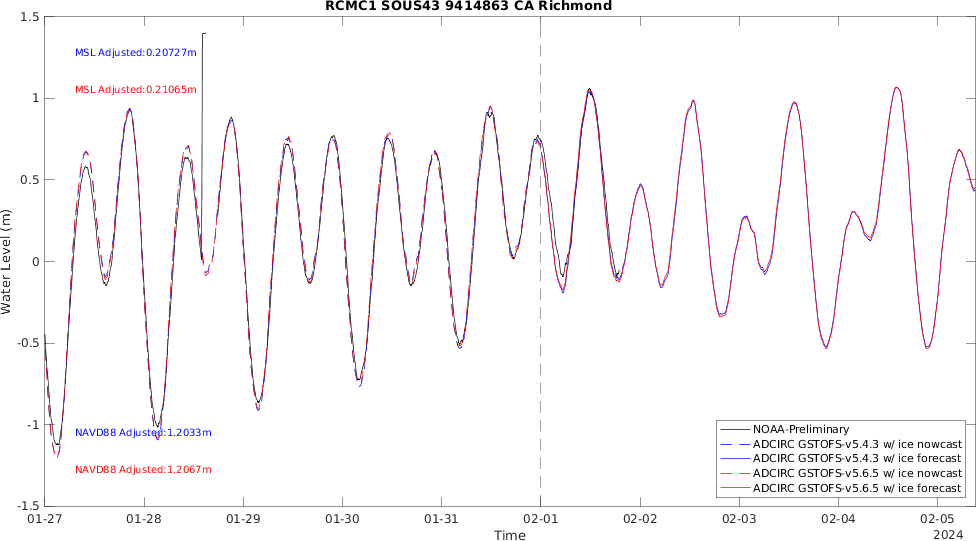 RCMC1 SOUS43 9414863 CA Richmond
1.5
1
0.5
0
-0.5
-1
-1.5
Water Level (m)
MSL Adjusted:0.20727m
MSL Adjusted:0.21065m
NAVD88 Adjusted:1.2033m
NAVD88 Adjusted:1.2067m
NOAA-Preliminary
ADCIRC GSTOFS-v5.4.3 w/ ice nowcast
ADCIRC GSTOFS-v5.4.3 w/ ice forecast
ADCIRC GSTOFS-v5.6.5 w/ ice nowcast
ADCIRC GSTOFS-v5.6.5 w/ ice forecast
01-27 01-28 01-29 01-30 01-31 02-01 02-02 02-03 02-04 02-05
Time
2024